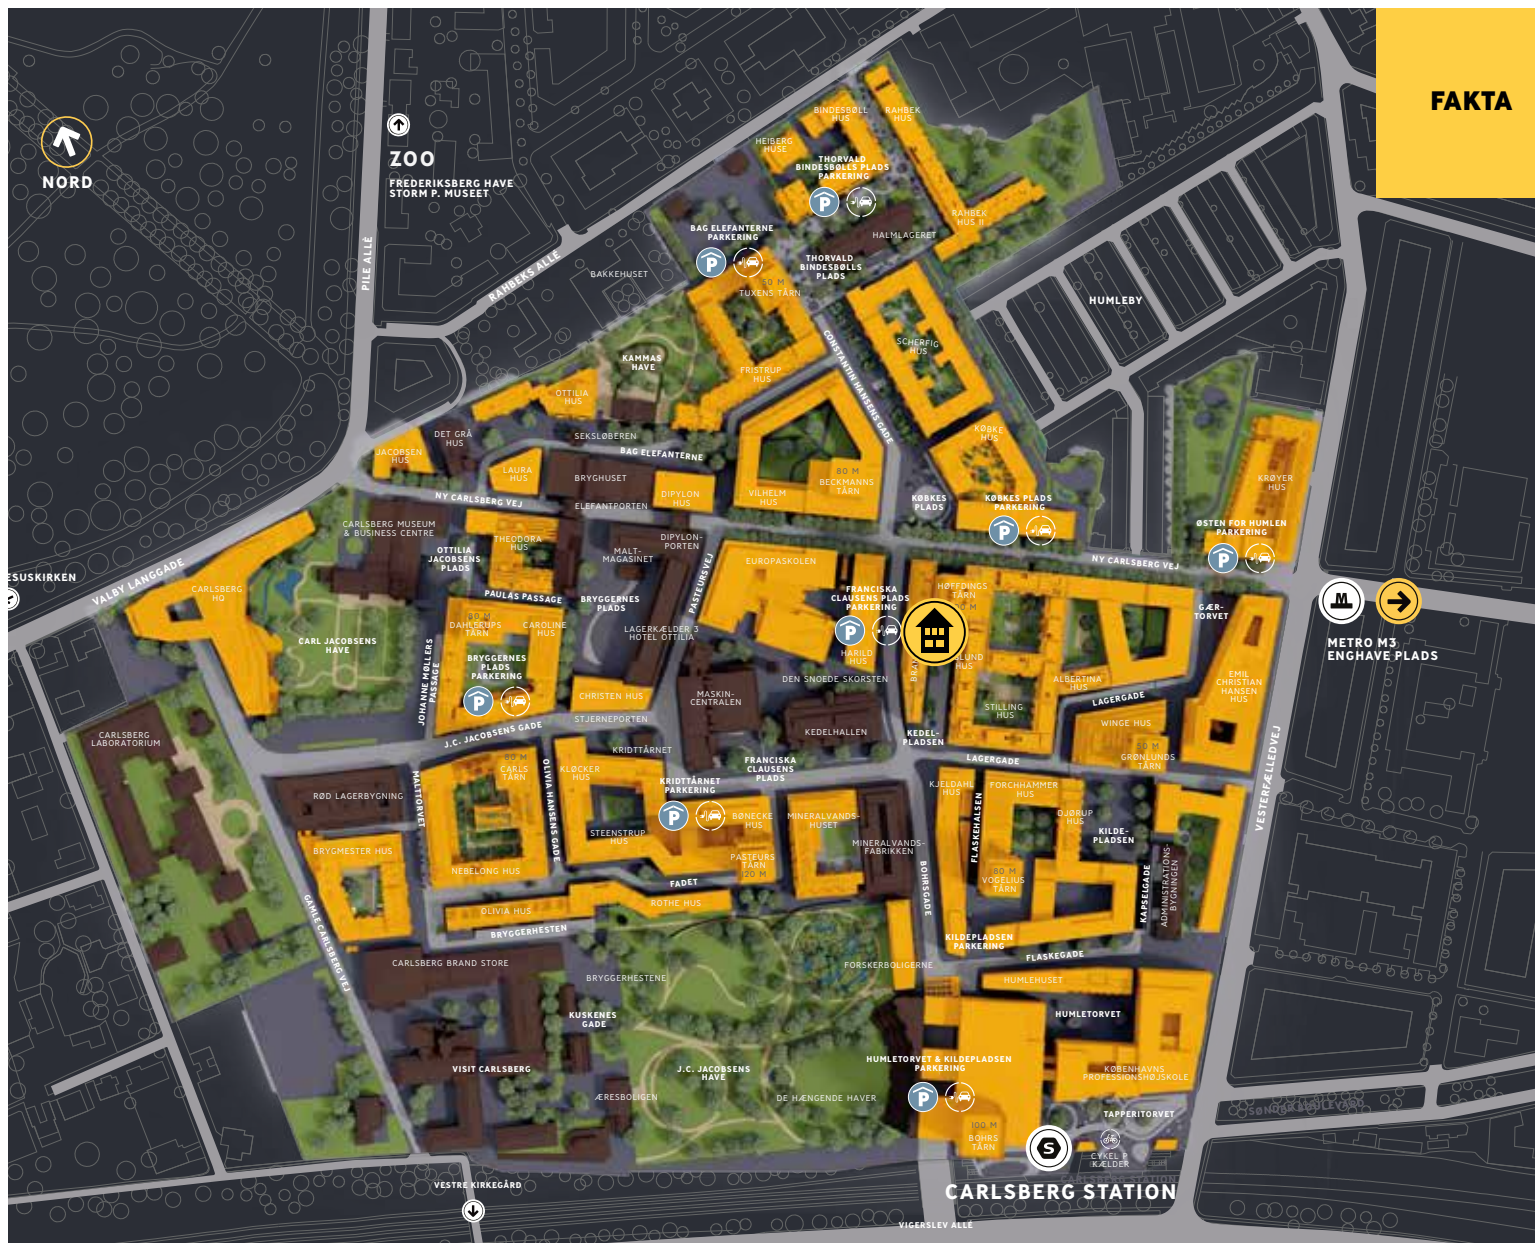 FAKTA
NORD
ZOO
FREDERIKSBERG HAVE
STORM P. MUSEET
PILE ALLÉ
RAHBEKS ALLÉ
BAKKEHUSET
BINDESBØLL
HUS
RAHBEK
HUS
HEIBERG
HUSE
THORVALD
BINDESBØLLS PLADS
PARKERING
P
RAHBEK
HUS II
HALMLAGERET
BAG ELEFANTERNE
PARKERING
P
THORVALD
BINDESBØLLS
PLADS
50 M
TUXENS TÅRN
HUMLEBY
CONSTANTIN HANSENS GADE
SCHERFIG
HUS
KAMMAS
HAVE
FRISTRUP
HUS
OTTILIA
HUS
DET GRÅ
HUS
JACOBSEN
HUS
SEKSLØBEREN
BAG ELEFANTERNE
KØBKE
HUS
LAURA
HUS
BRYGHUSET
80 M
BECKMANNS
TÅRN
VILHELM
HUS
DIPYLON
HUS
ELEFANTPORTEN
NY CARLSBERG VEJ
KØBKES
PLADS
KØBKES PLADS
PARKERING
P
KRØYER
HUS
ØSTEN FOR HUMLEN
PARKERING
P
NY CARLSBERG VEJ
CARLSBERG MUSEUM
& BUSINESS CENTRE
THEODORA
HUS
OTTILIA
JACOBSENS
PLADS
MALT-
MAGASINET
DIPYLON-
PORTEN
EUROPASKOLEN
PASTEURSVEJ
VALBY LANGGADE
ESUSKIRKEN
CARLSBERG
HQ
PAULAS PASSAGE
BRYGGERNES
PLADS
FRANCISKA
CLAUSENS PLADS
PARKERING
P
HØFFDINGS
TÅRN
GÆR-
TORVET
METRO M3
ENGHAVE PLADS
80 M
DAHLERUPS
TÅRN
CAROLINE
HUS
LAGERKÆLDER 3
HOTEL OTTILIA
CARL JACOBSENS
HAVE
JOHANNE MØLLERS
PASSAGE
BRYGGERNES
PLADS
PARKERING
P
HARILD
HUS
HUS
DEN SNOEDE SKORSTEN
ALBERTINA
HUS
LAGERGADE
EMIL
CHRISTIAN
HANSEN
HUS
CHRISTEN HUS
MASKIN-
CENTRALEN
STJERNEPORTEN
STILLING
HUS
WINGE HUS
KEDELHALLEN
KEDEL-
PLADSEN
CARLSBERG
LABORATORIUM
J.C. JACOBSENS GADE
KRIDTTÅRNET
50 M
GRØNLUNDS
TÅRN
LAGERGADE
VESTERFÆLLEDVEJ
80 M
CARLS
TÅRN
KLØCKER
HUS
FRANCISKA
CLAUSENS
PLADS
KRIDTTÅRNET
PARKERING
P
OLIVIA HANSENS GADE
MALTTORVET
RØD LAGERBYGNING
KJELDAHL
HUS
FORCHHAMMER
HUS
FLASKEHALSEN
DJØRUP
HUS
KILDE-
PLADSEN
BØNECKE
HUS
MINERALVANDS-
HUSET
STEENSTRUP
HUS
MINERALVANDS-
FABRIKKEN
BRYGMESTER HUS
NEBELONG HUS
PASTEURS
TÅRN
120 M
80 M
VOGELIUS
TÅRN
BOHRSGADE
KAPSELGADE
ADMINISTRATIONS-
BYGNINGEN
FADET
ROTHE HUS
OLIVIA HUS
BRYGGERHESTEN
GAMLE CARLSBERG VEJ
KILDEPLADSEN
PARKERING
FLASKEGADE
CARLSBERG BRAND STORE
BRYGGERHESTENE
FORSKERBOLIGERNE
HUMLEHUSET
KUSKENES
GADE
HUMLETORVET
VISIT CARLSBERG
J.C. JACOBSENS
HAVE
HUMLETORVET & KILDEPLADSEN
PARKERING
P
KØBENHAVNS
PROFESSIONSHØJSKOLE
ÆRESBOLIGEN
DE HÆNGENDE HAVER
TAPPERITORVET
SØNDER BOULEVARD
100 M
BOHRS
TÅRN
S
CYKEL P
KÆLDER
CARLSBERG STATION
CARLSBERG STATION
VESTRE KIRKEGÅRD
VIGERSLEV ALLÉ